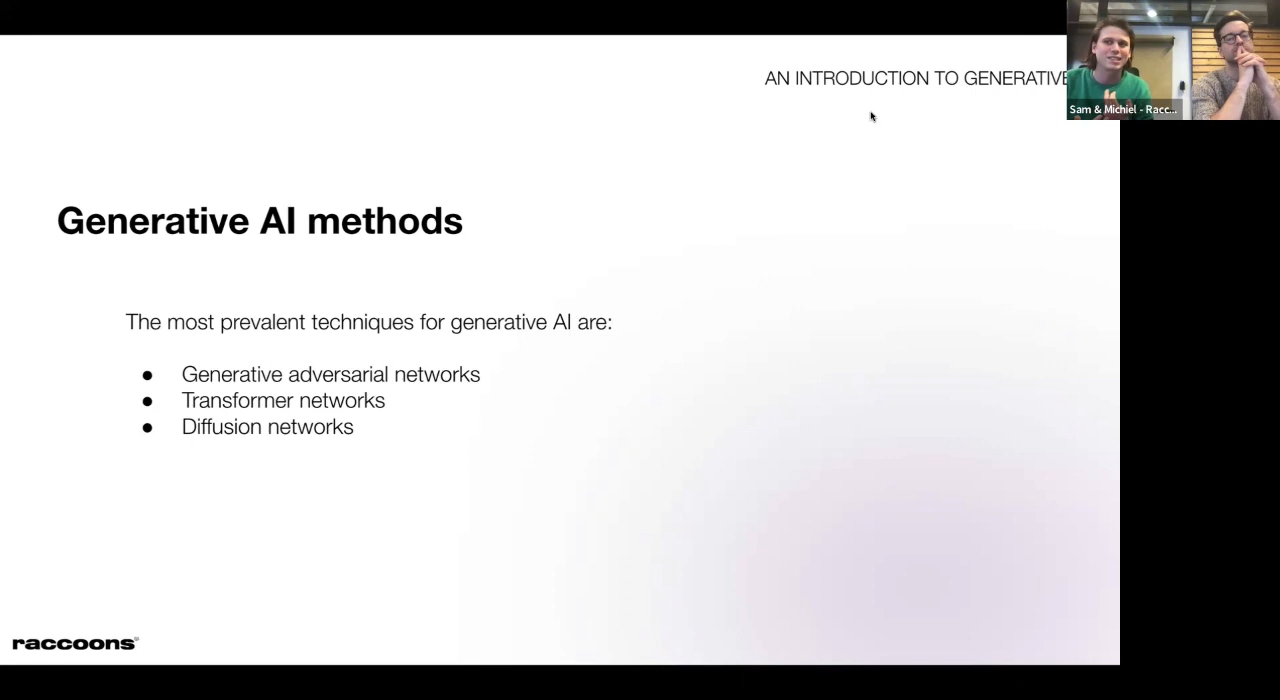 AN INTRODUCTION TO GENERATIVE
Sam & Michiel - Racc...
Generative AI methods
The most prevalent techniques for generative AI are:
● Generative adversarial networks
● Transformer networks
● Diffusion networks
raccoons